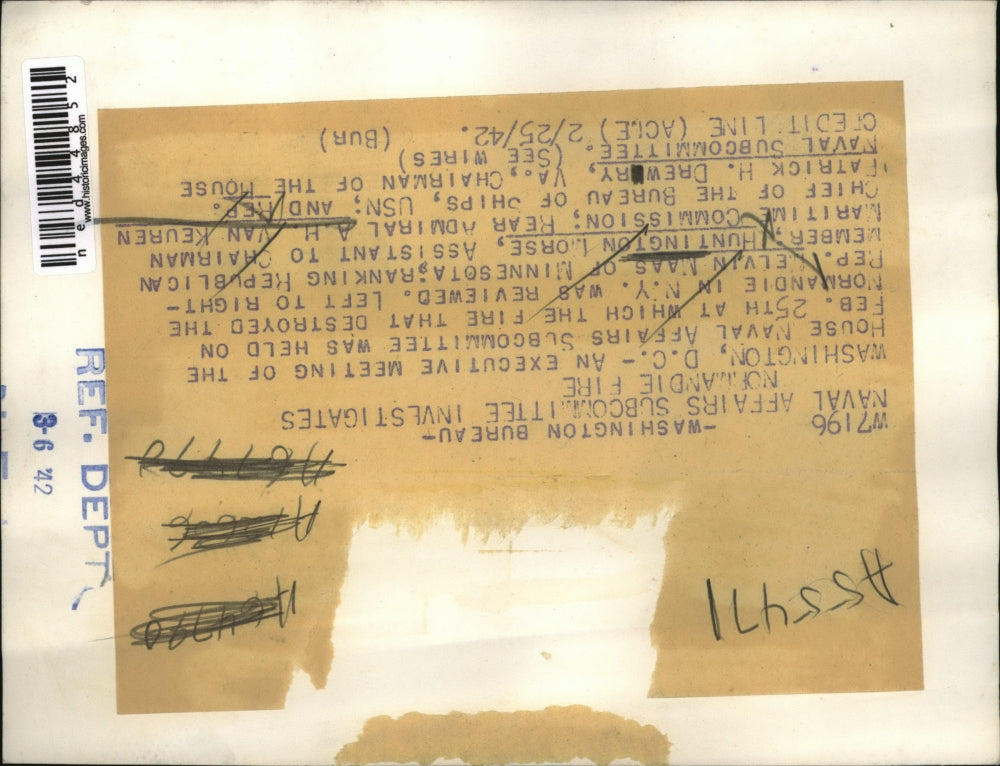 W7196 -WASHINGTON BUREAU-
NAVAL AFFAIRS SUBCOMMITTEE INVESTIGATES
NORMANDIE FIRE
WASHINGTON, D.C. - AN EXECUTIVE MEETING OF THE
HOUSE NAVAL AFFAIRS SUBCOMMITTEE WAS HELD ON
FEB. 25TH AT WHICH THE FIRE THAT DESTROYED THE
NORMANDIE IN N.Y. WAS REVIEWED. LEFT TO RIGHT-
REP. MELVIN MAAS OF MINNESOTA, RANKING REPUBLICAN
MEMBER, HUNTINGTON MORSE, ASSISTANT TO CHAIRMAN
MARITIME COMMISSION; REAR ADMIRAL A.H. VAN KEUREN
CHIEF OF THE BUREAU OF SHIPS, USN; AND REP.
PATRICK H. DREWRY, VA., CHAIRMAN OF THE HOUSE
NAVAL SUBCOMMITTEE. (SEE WIRES)
CREDIT LINE (ACME) 2/25/42. (BUR)
A55471
REF. DEPT.
3-6 42
ned44852
www.historicimages.com